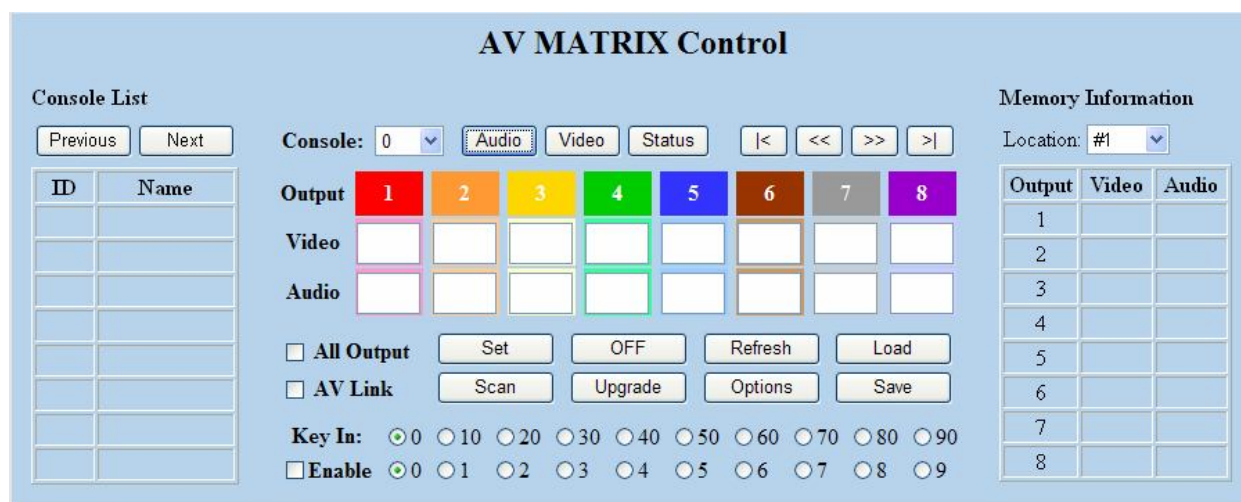 AV MATRIX Control
Console List
Previous Next
ID Name
Console: 0 Audio Video Status |< << >> >|
Output 1 2 3 4 5 6 7 8
Video
Audio
All Output Set OFF Refresh Load
AV Link Scan Upgrade Options Save
Key In: 0 10 20 30 40 50 60 70 80 90
Enable 0 1 2 3 4 5 6 7 8 9
Memory Information
Location: #1
Output Video Audio
1
2
3
4
5
6
7
8